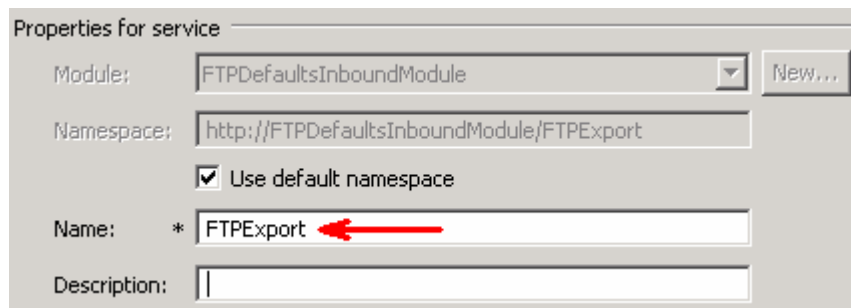 Properties for service
Module: FTPDefaultsInboundModule New...
Namespace: http://FTPDefaultsInboundModule/FTPExport
Use default namespace
Name: * FTPExport
Description: